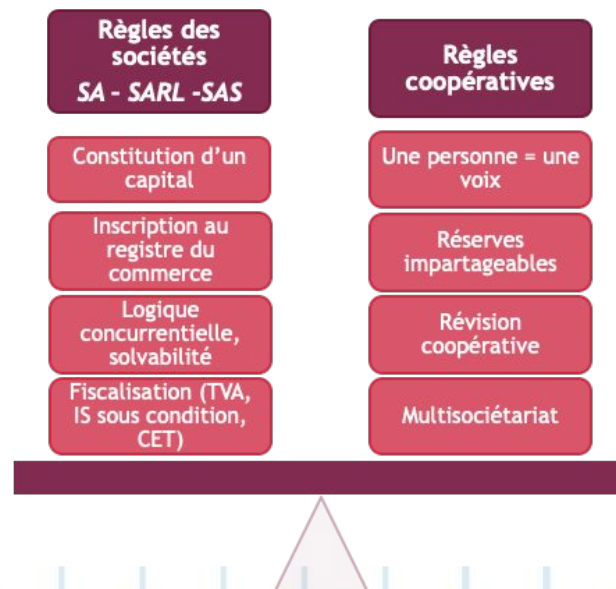 Règles des
sociétés
SA – SARL -SAS
Constitution d'un
capital
Inscription au
registre du
commerce
Logique
concurrentielle,
solvabilité
Fiscalisation (TVA,
IS sous condition,
CET)
Règles
coopératives
Une personne = une
voix
Réserves
impartageables
Révision
coopérative
Multisociétariat